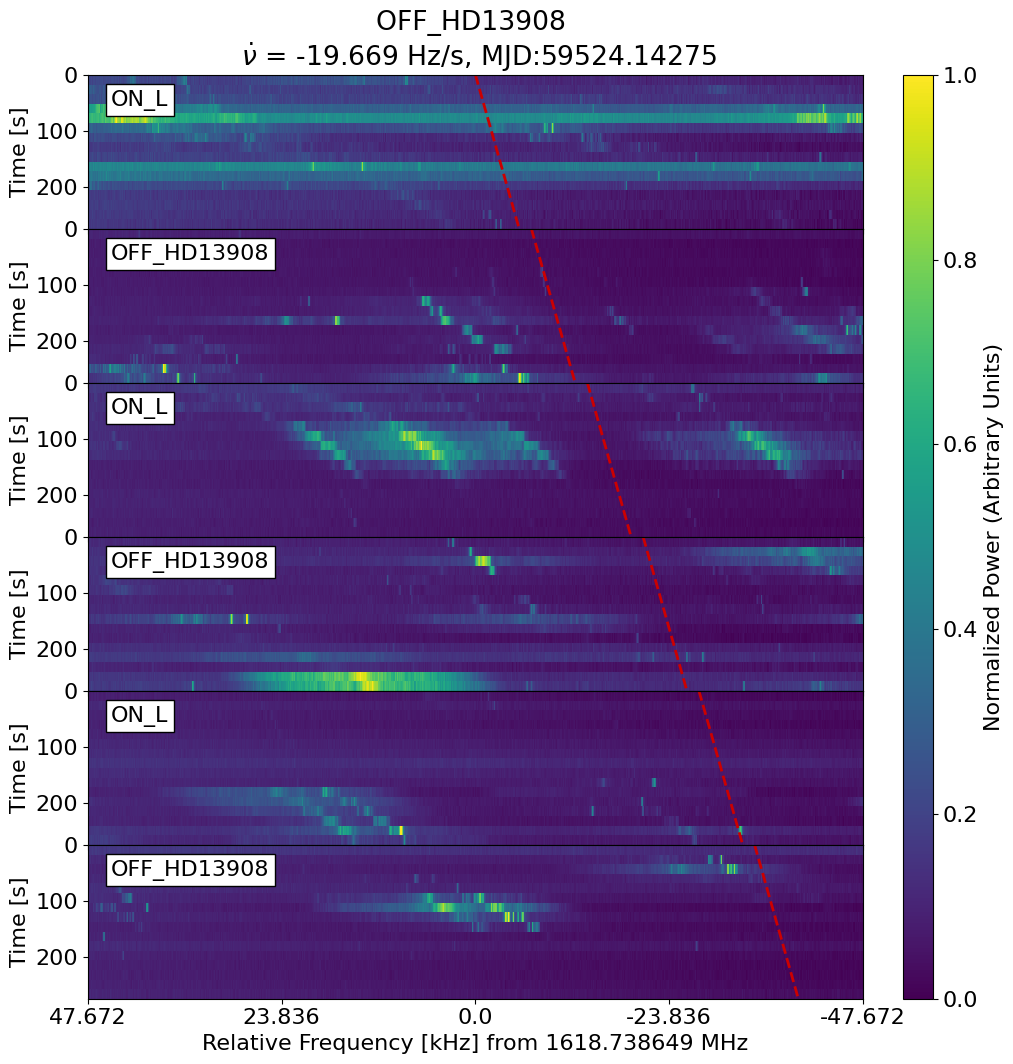 OFF_HD13908
ν̇ = -19.669 Hz/s, MJD:59524.14275
0
ON_L
100
200
Time [s]
0
OFF_HD13908
100
200
Time [s]
0
ON_L
100
200
Time [s]
0
OFF_HD13908
100
200
Time [s]
0
ON_L
100
200
Time [s]
0
OFF_HD13908
100
200
Time [s]
47.672 23.836 0.0 -23.836 -47.672
Relative Frequency [kHz] from 1618.738649 MHz
1.0
0.8
0.6
0.4
0.2
0.0
Normalized Power (Arbitrary Units)